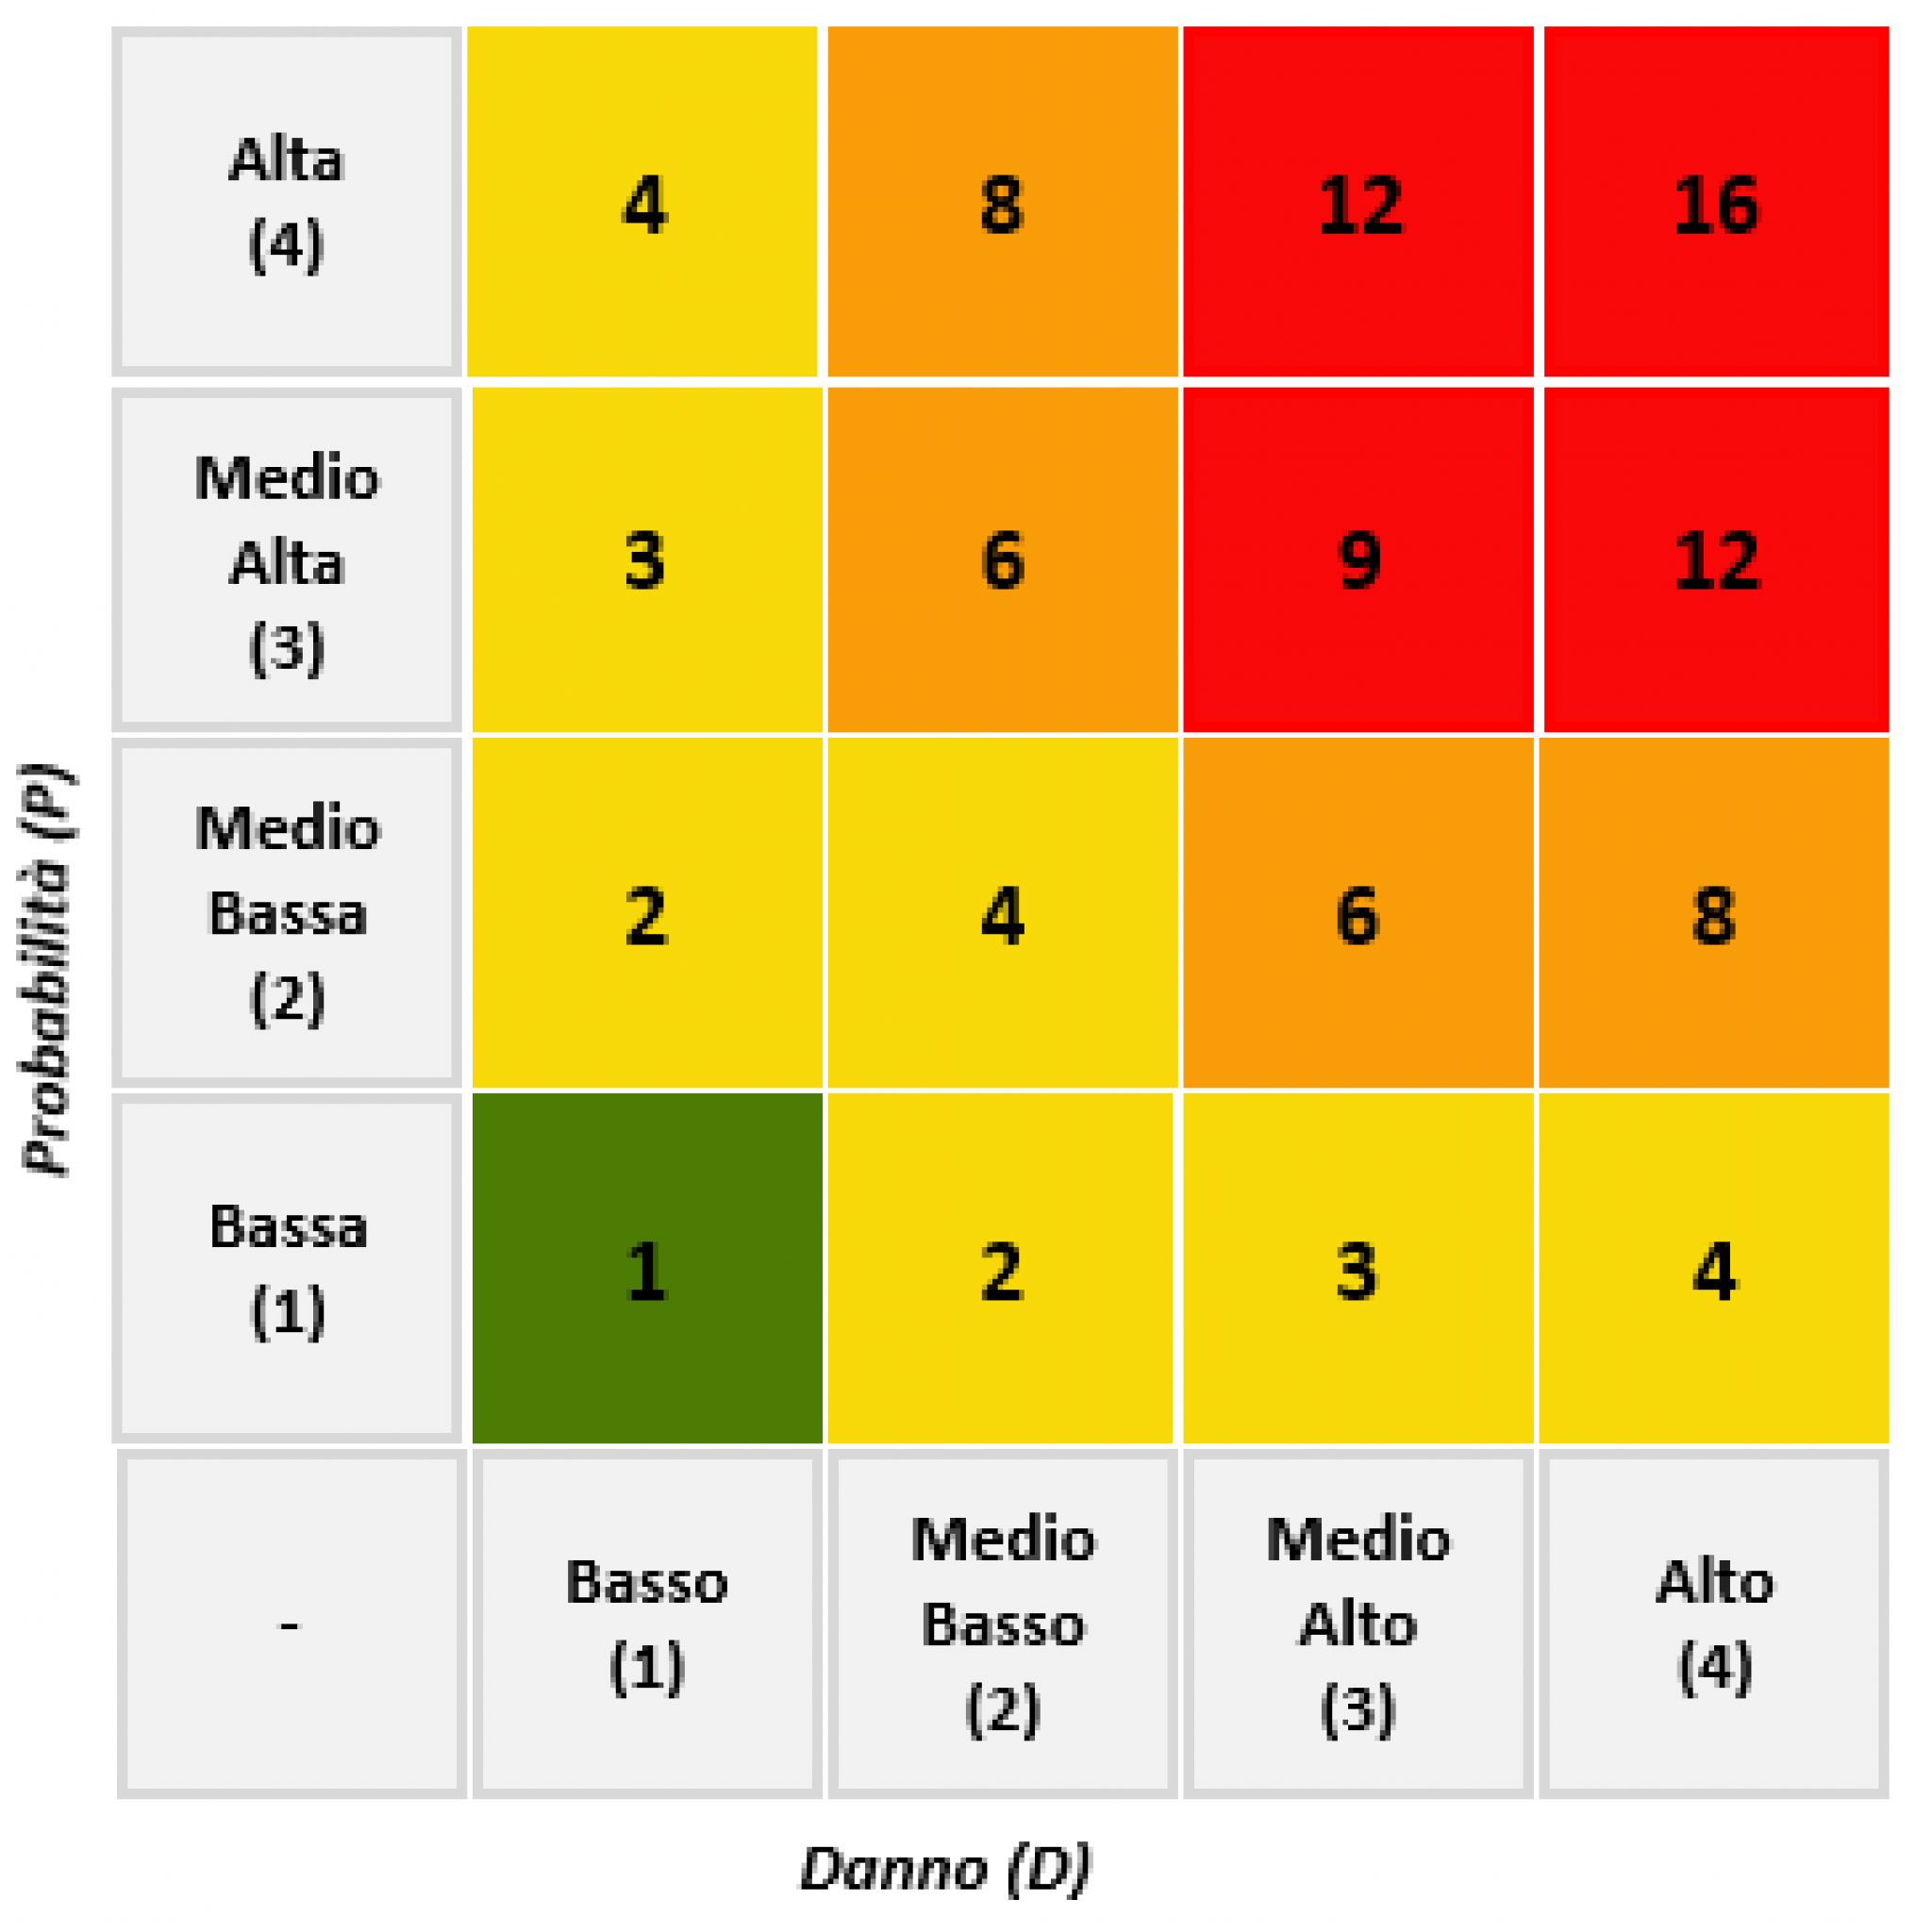 Alta
(4)
4
8
12
16
Medio
Alta
(3)
3
6
9
12
Medio
Bassa
(2)
2
4
6
8
Bassa
(1)
1
2
3
4
-
Basso
(1)
Medio
Basso
(2)
Medio
Alto
(3)
Alto
(4)
Probabilità (P)
Danno (D)